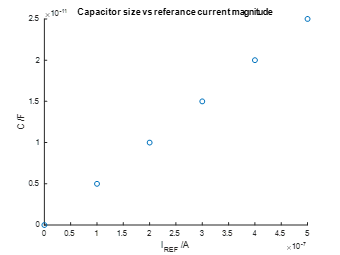 Capacitor size vs referance current magnitude
×10⁻¹¹
2.5
2
1.5
1
0.5
0
C /F
0 0.5 1 1.5 2 2.5 3 3.5 4 4.5 5
I_REF /A
×10⁻⁷